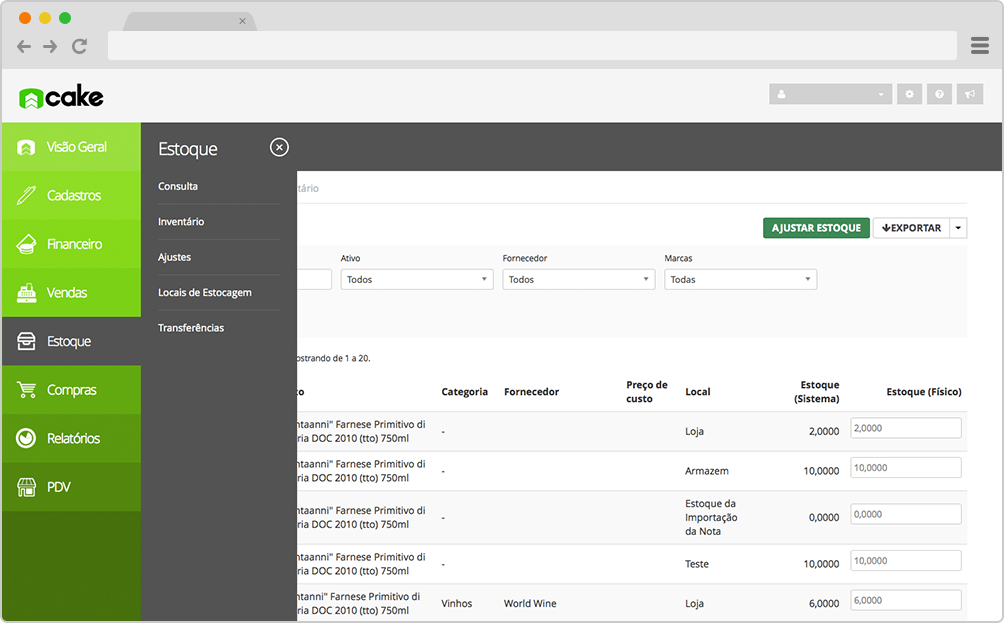 cake
Visão Geral
Cadastros
Financeiro
Vendas
Estoque
Compras
Relatórios
PDV
Estoque
Consulta
Inventário
Ajustes
Locais de Estocagem
Transferências
tário
AJUSTAR ESTOQUE
EXPORTAR
Ativo
Fornecedor
Marcas
Todos
Todos
Todas
ostrando de 1 a 20.
to Categoria Fornecedor Preço de custo Local Estoque (Sistema) Estoque (Físico)
ntaanni" Farnese Primitivo di
ria DOC 2010 (tto) 750ml
- Loja 2,0000 2,0000
ntaanni" Farnese Primitivo di
ria DOC 2010 (tto) 750ml
- Armazem 10,0000 10,0000
ntaanni" Farnese Primitivo di
ria DOC 2010 (tto) 750ml
- Estoque da
Importação
da Nota
0,0000 0,0000
ntaanni" Farnese Primitivo di
ria DOC 2010 (tto) 750ml
- Teste 10,0000 10,0000
ntaanni" Farnese Primitivo di
ria DOC 2010 (tto) 750ml
Vinhos World Wine Loja 6,0000 6,0000